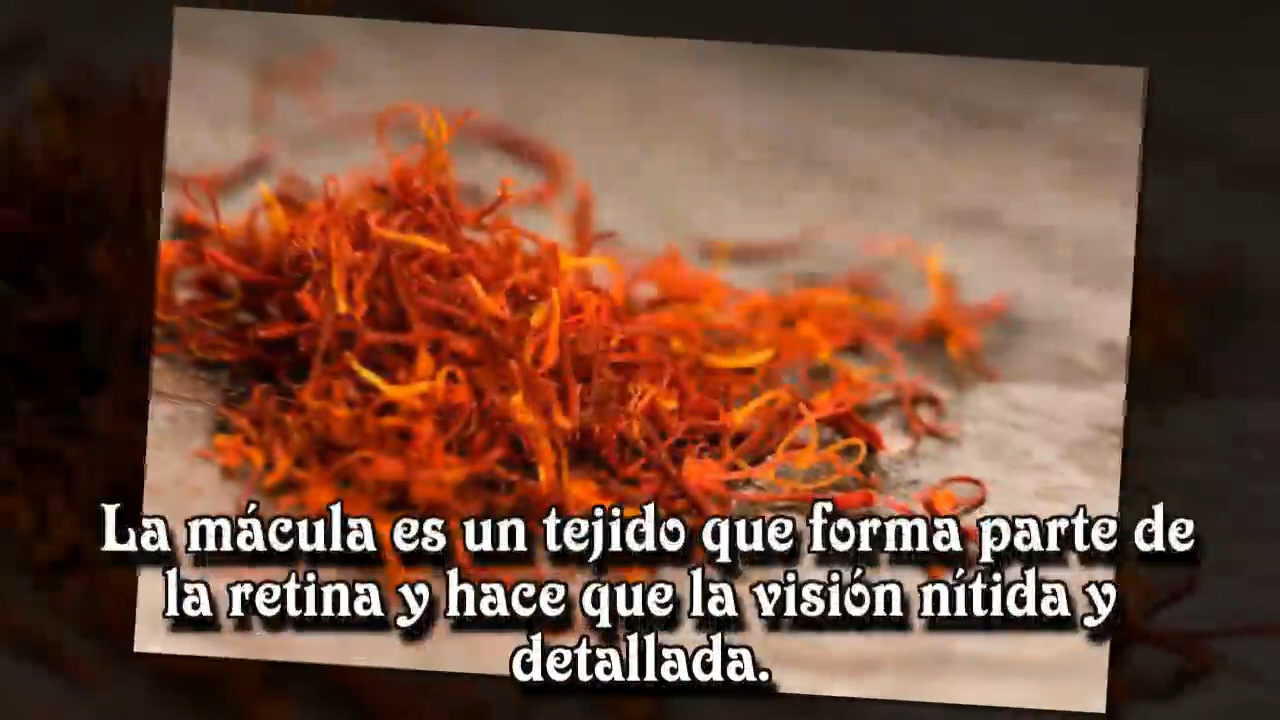 La mácula es un tejido que forma parte de
la retina y hace que la visión nítida y
detallada.